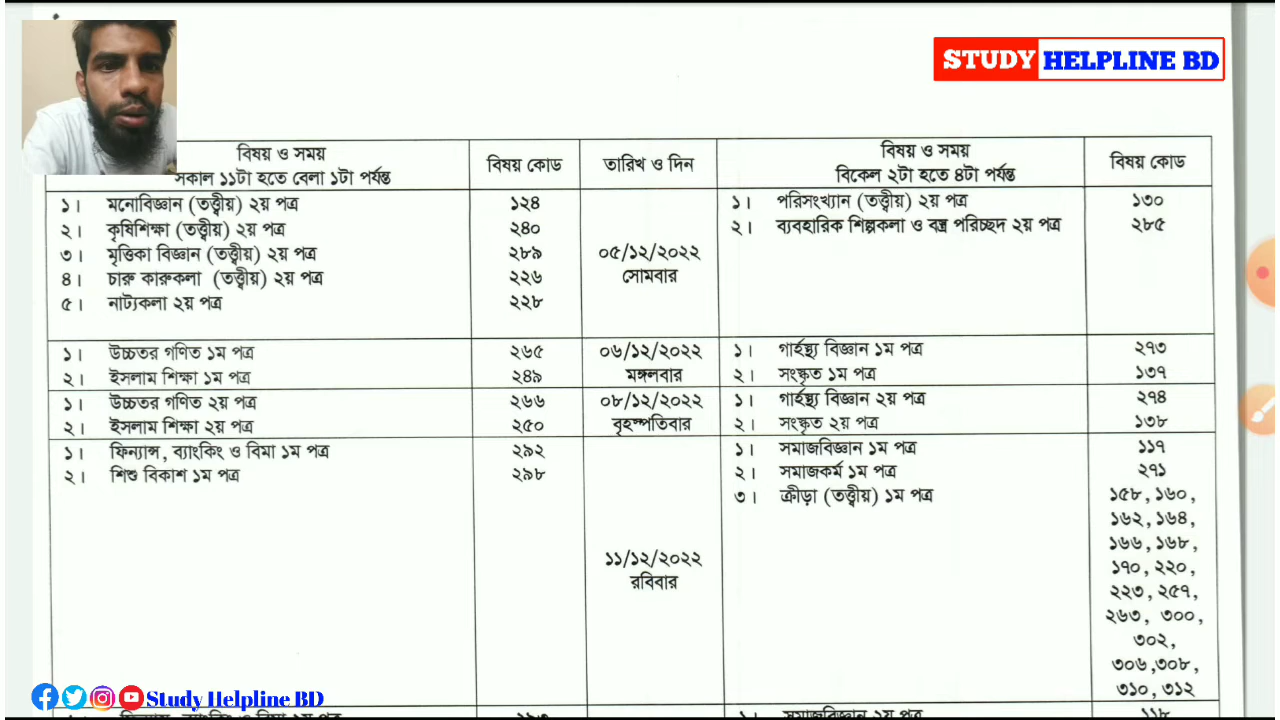 STUDY HELPLINE BD
বিষয় ও সময়
সকাল ১১টা হতে বেলা ১টা পর্যন্ত
বিষয় কোড
তারিখ ও দিন
বিষয় ও সময়
বিকেল ২টা হতে ৪টা পর্যন্ত
বিষয় কোড
১। মনোবিজ্ঞান (তত্ত্বীয়) ২য় পত্র ১২৪
২। কৃষিশিক্ষা (তত্ত্বীয়) ২য় পত্র ২৪০
৩। মৃত্তিকা বিজ্ঞান (তত্ত্বীয়) ২য় পত্র ২৮৯
৪। চারু কারুকলা (তত্ত্বীয়) ২য় পত্র ২২৬
৫। নাট্যকলা ২য় পত্র ২২৮
০৫/১২/২০২২
সোমবার
১। পরিসংখ্যান (তত্ত্বীয়) ২য় পত্র ১৩০
২। ব্যবহারিক শিল্পকলা ও বস্ত্র পরিচ্ছদ ২য় পত্র ২৮৫
১। উচ্চতর গণিত ১ম পত্র ২৬৫
২। ইসলাম শিক্ষা ১ম পত্র ২৪৯
০৬/১২/২০২২
মঙ্গলবার
১। গার্হস্থ্য বিজ্ঞান ১ম পত্র ২৭৩
২। সংস্কৃত ১ম পত্র ১৩৭
১। উচ্চতর গণিত ২য় পত্র ২৬৬
২। ইসলাম শিক্ষা ২য় পত্র ২৫০
০৮/১২/২০২২
বৃহস্পতিবার
১। গার্হস্থ্য বিজ্ঞান ২য় পত্র ২৭৪
২। সংস্কৃত ২য় পত্র ১৩৮
১। ফিন্যান্স, ব্যাংকিং ও বিমা ১ম পত্র ২৯২
২। শিশু বিকাশ ১ম পত্র ২৯৮
১১/১২/২০২২
রবিবার
১। সমাজবিজ্ঞান ১ম পত্র ১১৭
২। সমাজকর্ম ১ম পত্র ২৭১
৩। ক্রীড়া (তত্ত্বীয়) ১ম পত্র ১৫৮, ১৬০,
১৬২, ১৬৪,
১৬৬, ১৬৮,
১৭০, ২২০,
২২৩, ২৫৭,
২৬৩, ৩০০,
৩০২,
৩০৬,৩০৮,
৩১০, ৩১২
১। সমাজবিজ্ঞান ২য় পত্র ১১৮
Study Helpline BD